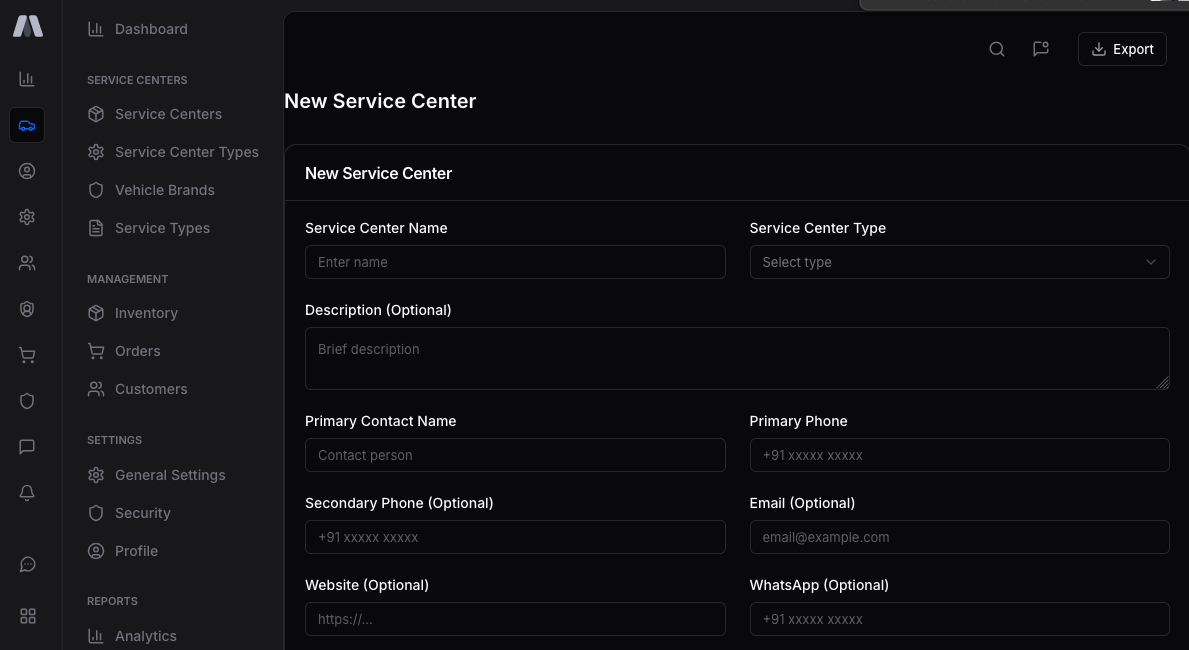 Dashboard
SERVICE CENTERS
Service Centers
Service Center Types
Vehicle Brands
Service Types
MANAGEMENT
Inventory
Orders
Customers
SETTINGS
General Settings
Security
Profile
REPORTS
Analytics
Export
New Service Center
New Service Center
Service Center Name
Enter name
Service Center Type
Select type
Description (Optional)
Brief description
Primary Contact Name
Contact person
Primary Phone
+91 xxxxx xxxxx
Secondary Phone (Optional)
+91 xxxxx xxxxx
Email (Optional)
email@example.com
Website (Optional)
https://...
WhatsApp (Optional)
+91 xxxxx xxxxx